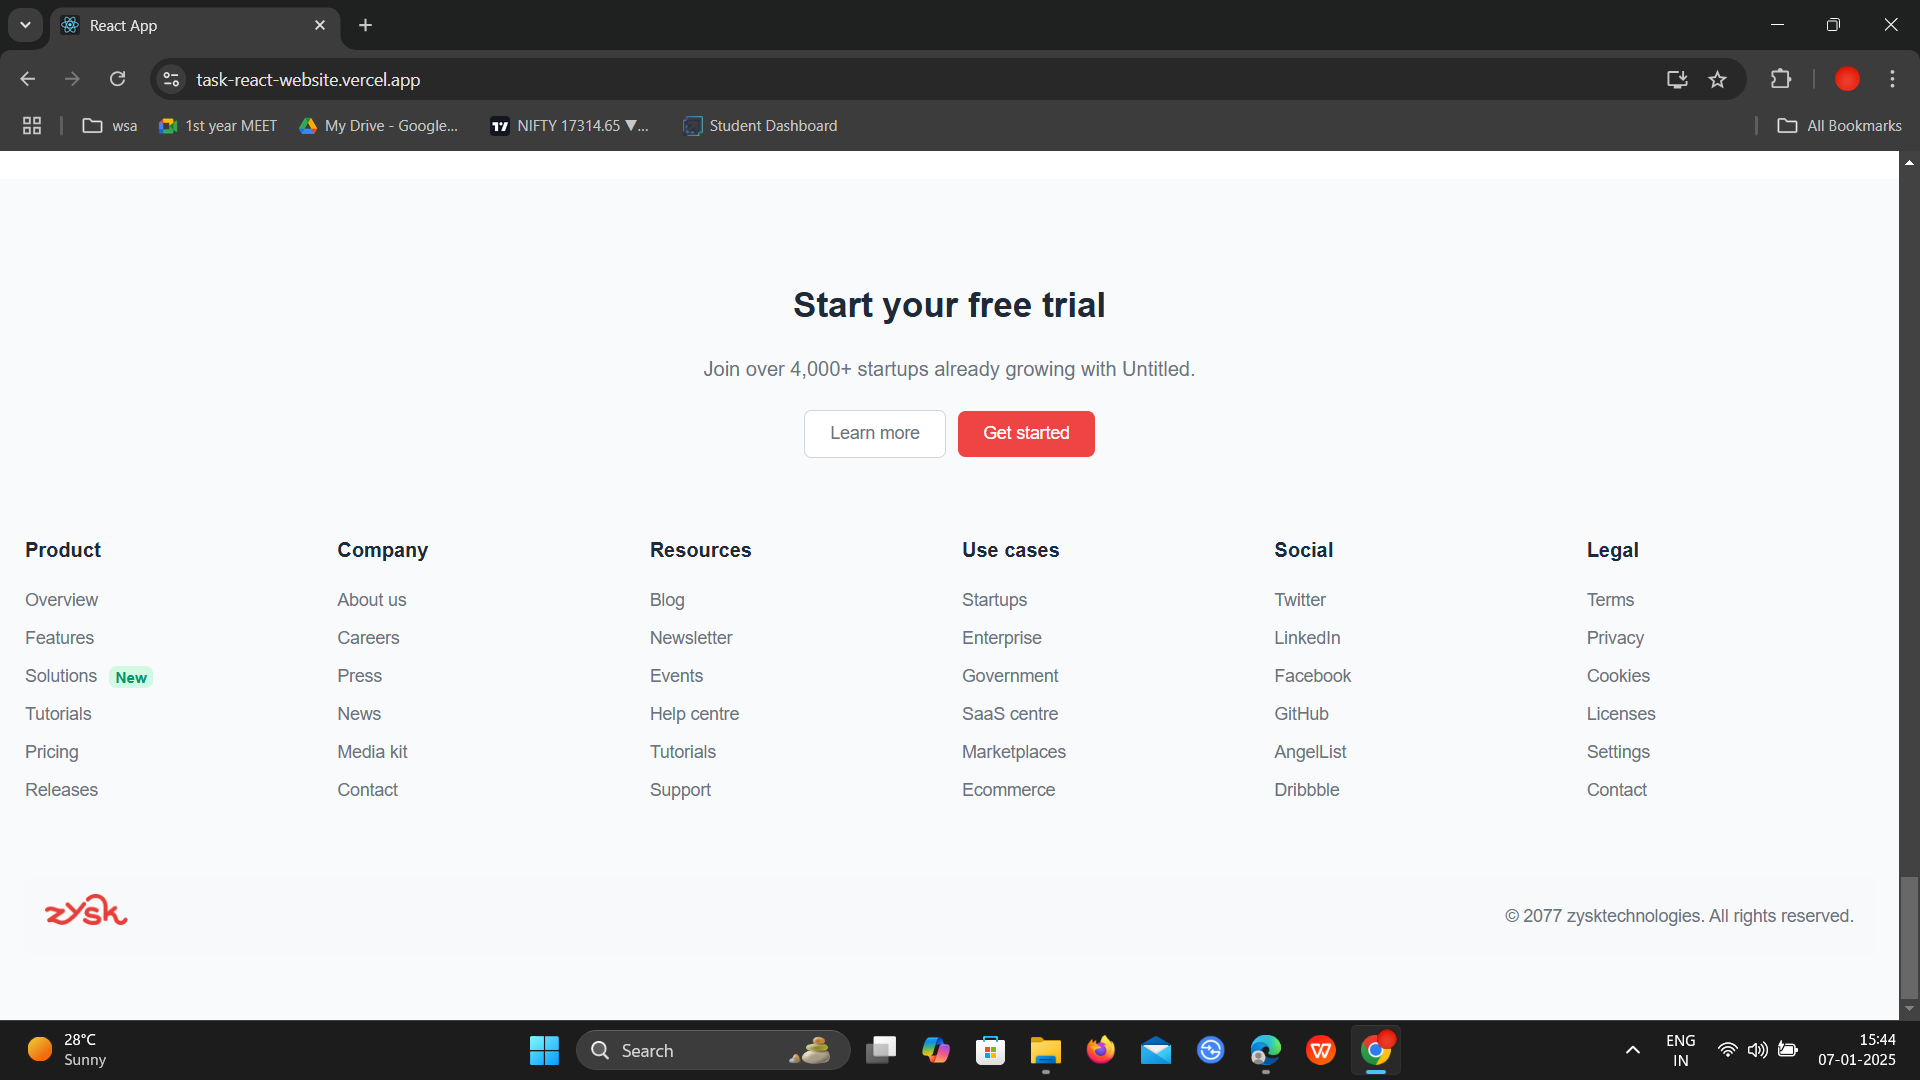 React App
task-react-website.vercel.app
wsa
1st year MEET
My Drive - Google...
NIFTY 17314.65 ▼...
Student Dashboard
All Bookmarks
Start your free trial
Join over 4,000+ startups already growing with Untitled.
Learn more
Get started
Product
Overview
Features
Solutions New
Tutorials
Pricing
Releases
Company
About us
Careers
Press
News
Media kit
Contact
Resources
Blog
Newsletter
Events
Help centre
Tutorials
Support
Use cases
Startups
Enterprise
Government
SaaS centre
Marketplaces
Ecommerce
Social
Twitter
LinkedIn
Facebook
GitHub
AngelList
Dribbble
Legal
Terms
Privacy
Cookies
Licenses
Settings
Contact
zysk
© 2077 zysktechnologies. All rights reserved.
28°C
Sunny
Search
ENG
IN
15:44
07-01-2025